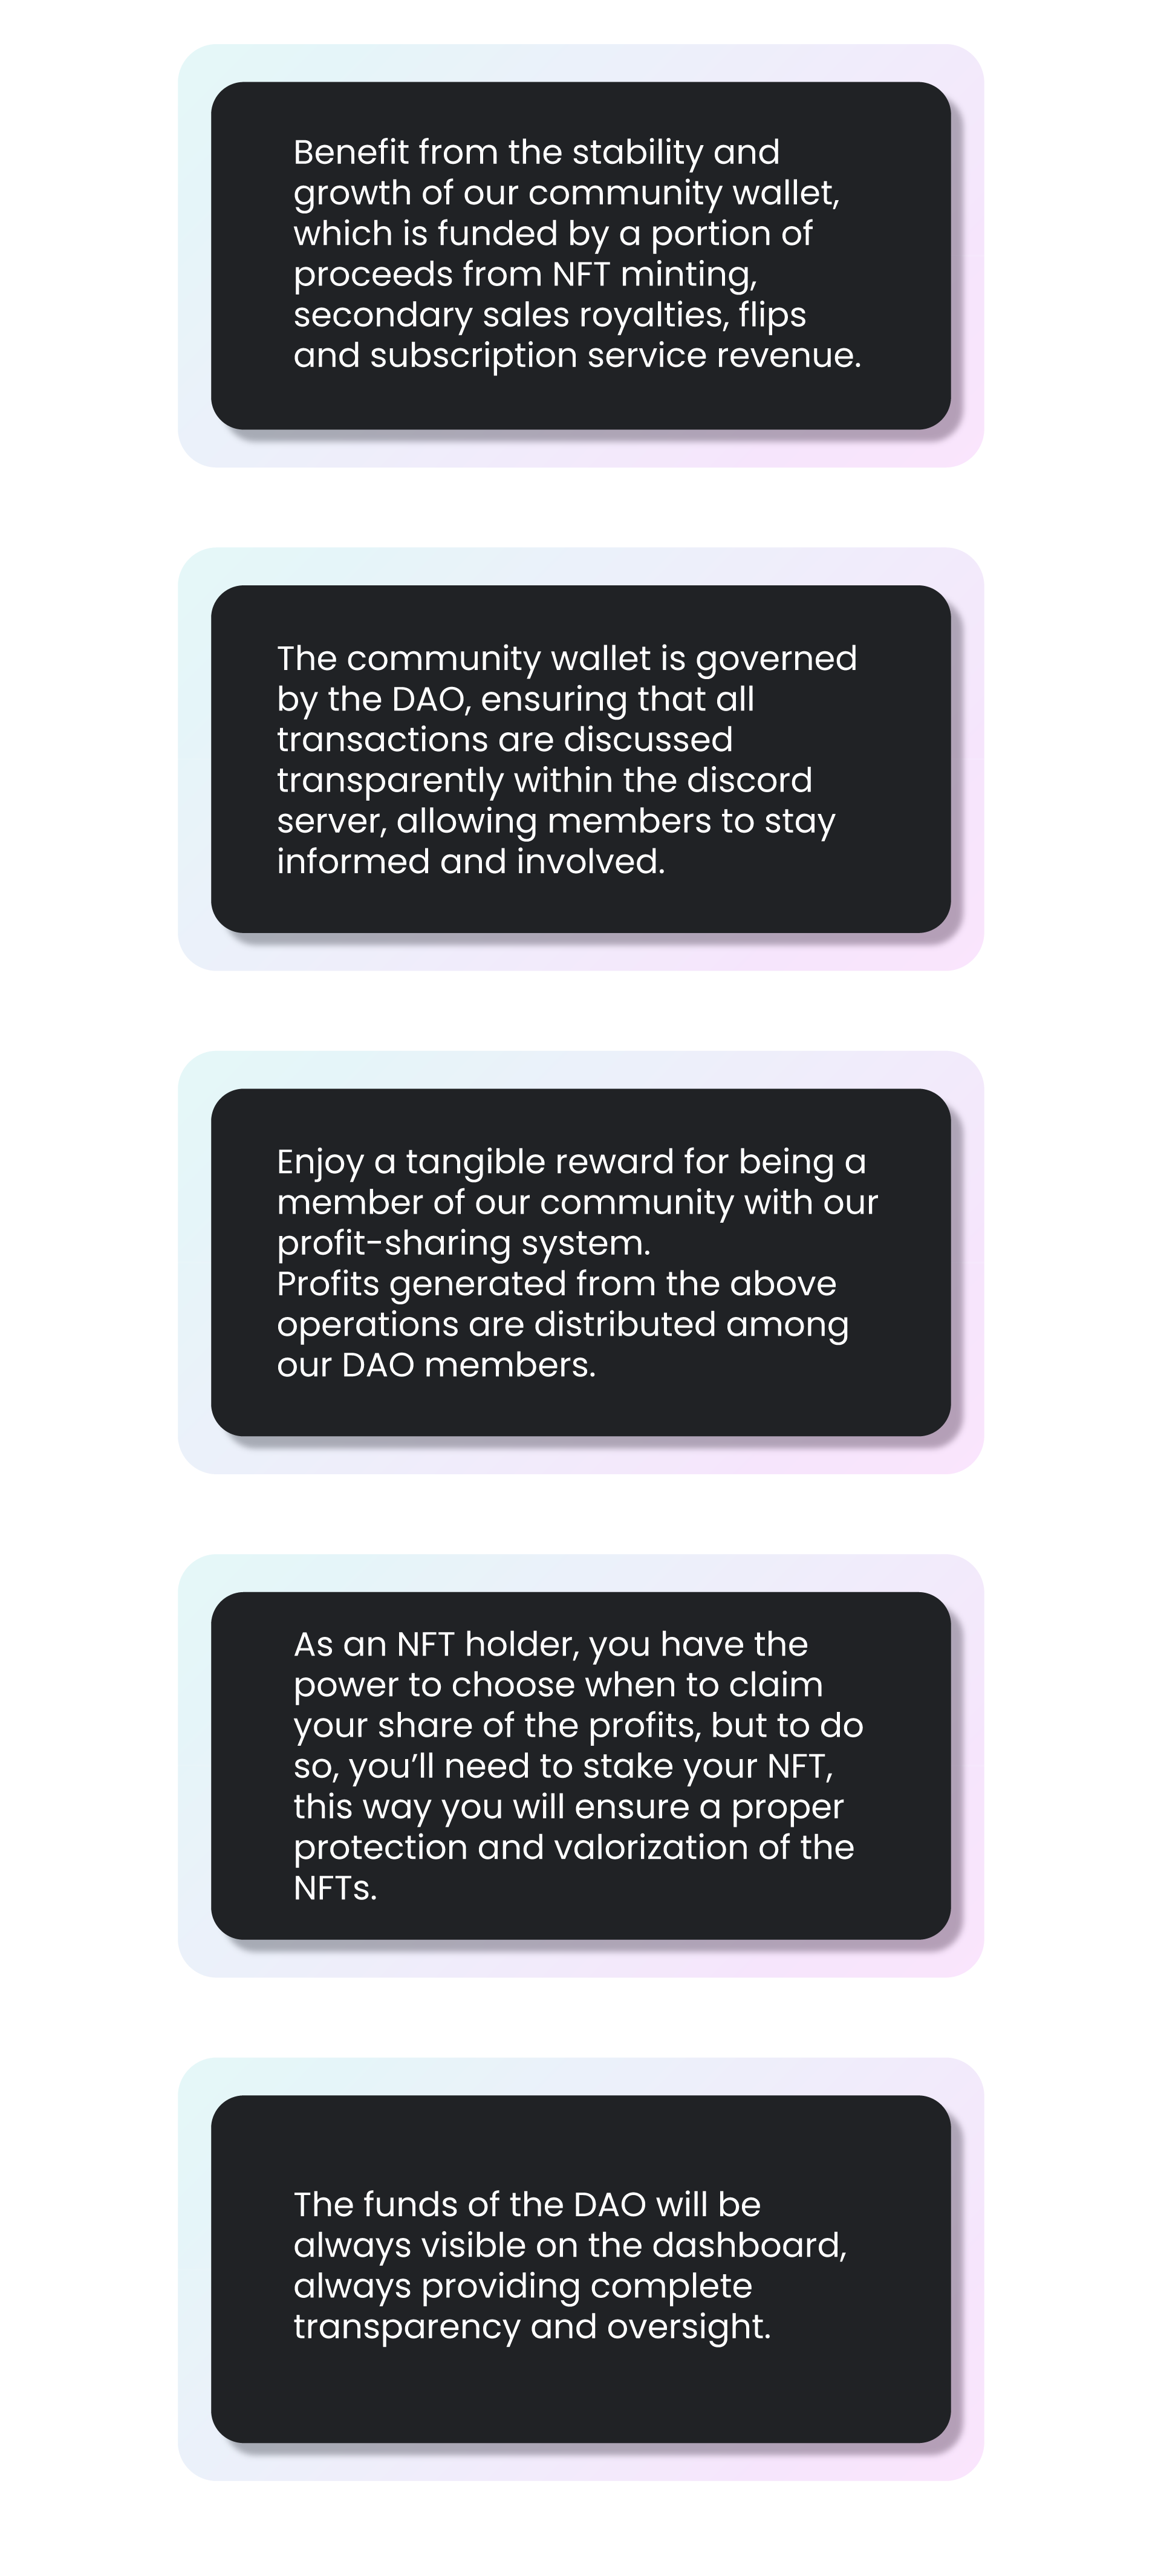 Benefit from the stability and
growth of our community wallet,
which is funded by a portion of
proceeds from NFT minting,
secondary sales royalties, flips
and subscription service revenue.
The community wallet is governed
by the DAO, ensuring that all
transactions are discussed
transparently within the discord
server, allowing members to stay
informed and involved.
Enjoy a tangible reward for being a
member of our community with our
profit-sharing system.
Profits generated from the above
operations are distributed among
our DAO members.
As an NFT holder, you have the
power to choose when to claim
your share of the profits, but to do
so, you’ll need to stake your NFT,
this way you will ensure a proper
protection and valorization of the
NFTs.
The funds of the DAO will be
always visible on the dashboard,
always providing complete
transparency and oversight.